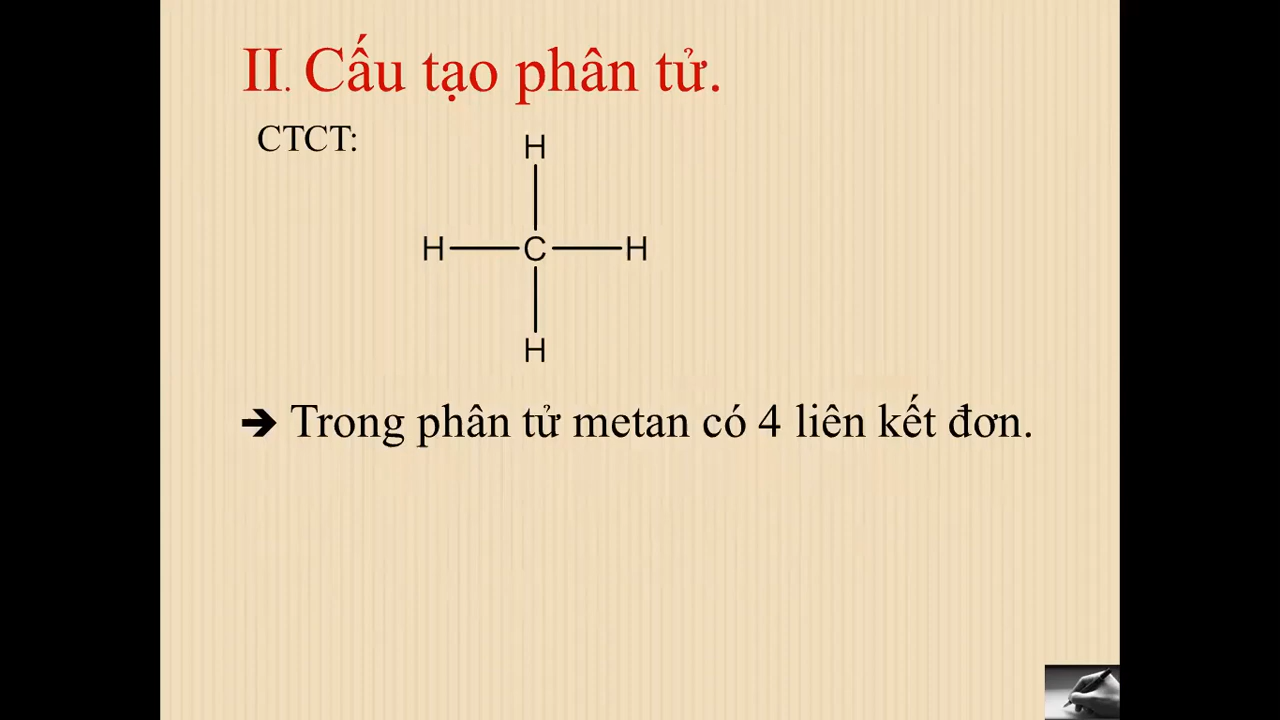 II. Cấu tạo phân tử.
CTCT:
H
H C H
H
➔ Trong phân tử metan có 4 liên kết đơn.